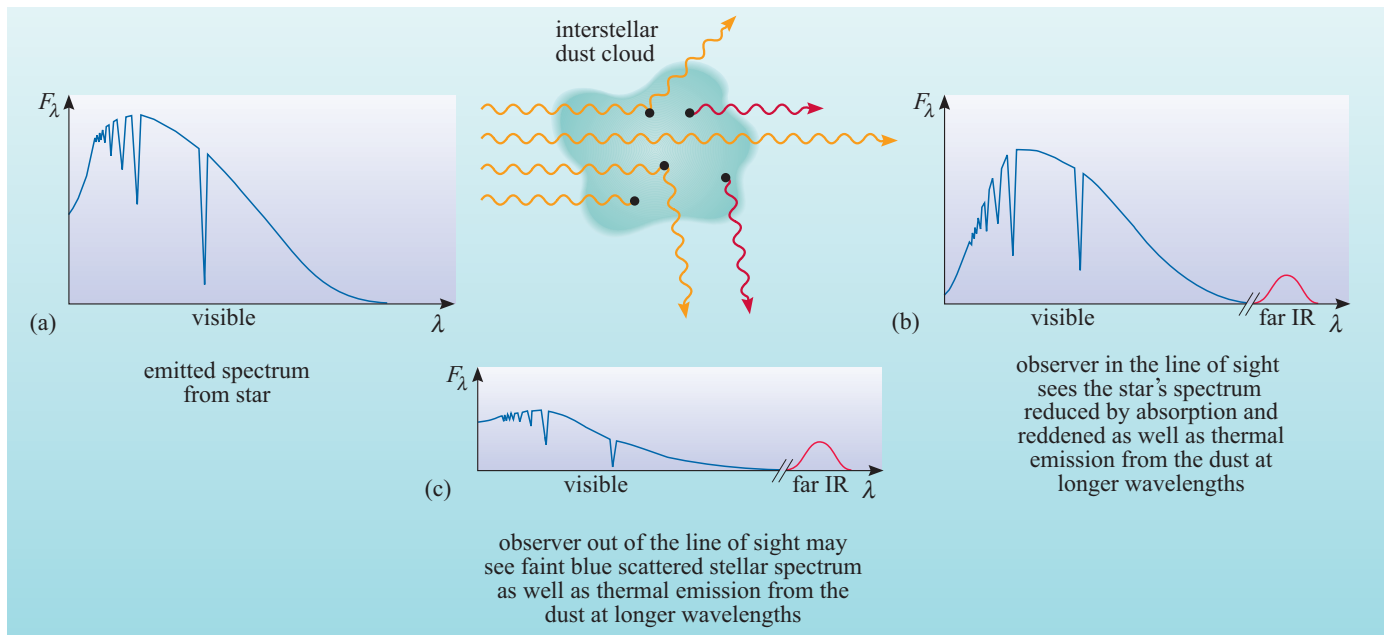 interstellar
dust cloud
Fλ
visible
λ
(a)
emitted spectrum
from star
Fλ
visible
far IR
λ
(b)
observer in the line of sight
sees the star’s spectrum
reduced by absorption and
reddened as well as thermal
emission from the dust at
longer wavelengths
Fλ
visible
far IR
λ
(c)
observer out of the line of sight may
see faint blue scattered stellar spectrum
as well as thermal emission from the
dust at longer wavelengths